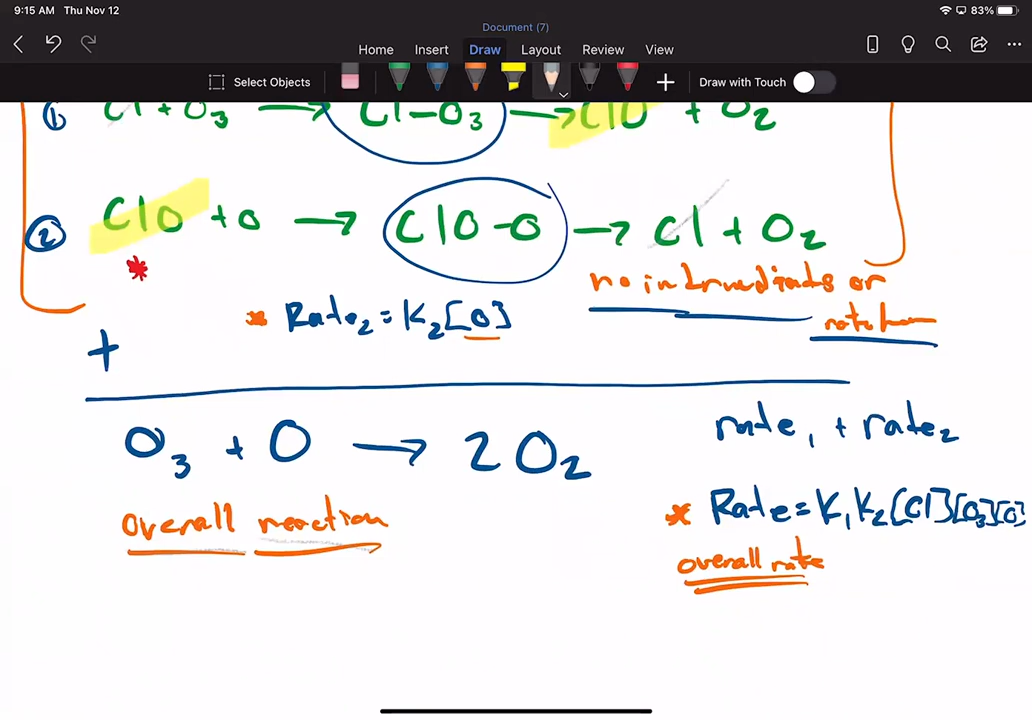 9:15 AM Thu Nov 12
83%
Document (7)
Home Insert Draw Layout Review View
Select Objects
Draw with Touch
① Cl + O3 → Cl-O3 → ClO + O2
② ClO + O → ClO-O → Cl + O2
* no intermediates or
* Rate2 = K2[O]
+
O3 + O → 2O2
rate1 + rate2
overall reaction
* Rate = K1K2[Cl][O3][O]
overall rate